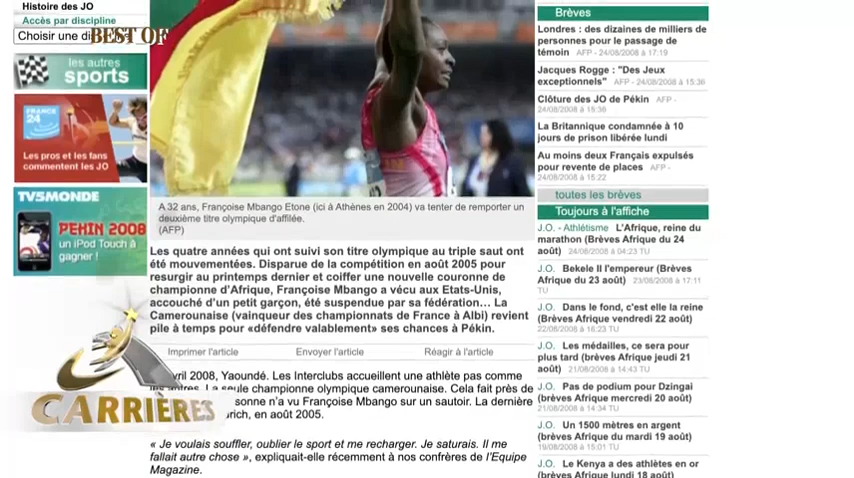 Histoire des JO
Accès par discipline
Choisir une di
BEST OF
les autres
sports
FRANCE
24
Les pros et les fans
commentent les JO
TV5MONDE
PEKIN 2008
un iPod Touch à
gagner !
A 32 ans, Françoise Mbango Etone (ici à Athènes en 2004) va tenter de remporter un
deuxième titre olympique d'affilée.
(AFP)
Les quatre années qui ont suivi son titre olympique au triple saut ont
été mouvementées. Disparue de la compétition en août 2005 pour
resurgir au printemps dernier et coiffer une nouvelle couronne de
championne d'Afrique, Françoise Mbango a vécu aux Etats-Unis,
accouché d'un petit garçon, été suspendue par sa fédération… La
Camerounaise (vainqueur des championnats de France à Albi) revient
pile à temps pour «défendre valablement» ses chances à Pékin.
Imprimer l'article Envoyer l'article Réagir à l'article
vril 2008, Yaoundé. Les Interclubs accueillent une athlète pas comme
les autres. La seule championne olympique camerounaise. Cela fait près de
sonne n'a vu Françoise Mbango sur un sautoir. La dernière
rich, en août 2005.
« Je voulais souffler, oublier le sport et me recharger. Je saturais. Il me
fallait autre chose », expliquait-elle récemment à nos confrères de l'Equipe
Magazine.
CARRIÈRES
Brèves
Londres : des dizaines de milliers de
personnes pour le passage de
témoin AFP - 24/08/2008 à 17:19
Jacques Rogge : "Des Jeux
exceptionnels" AFP - 24/08/2008 à 15:36
Clôture des JO de Pékin AFP -
24/08/2008 à 15:36
La Britannique condamnée à 10
jours de prison libérée lundi
Au moins deux Français expulsés
pour revente de places AFP -
24/08/2008 à 15:22
toutes les brèves
Toujours à l'affiche
J.O. - Athlétisme L'Afrique, reine du
marathon (Brèves Afrique du 24
août) 24/08/2008 à 04:23 TU
J.O. Bekele II l'empereur (Brèves
Afrique du 23 août) 23/08/2008 à 17:11
TU
J.O. Dans le fond, c'est elle la reine
(Brèves Afrique vendredi 22 août)
22/08/2008 à 16:23 TU
J.O. Les médailles, ce sera pour
plus tard (brèves Afrique jeudi 21
août) 21/08/2008 à 14:43 TU
J.O. Pas de podium pour Dzingai
(brèves Afrique mercredi 20 août)
21/08/2008 à 14:34 TU
J.O. Un 1500 mètres en argent
(brèves Afrique du mardi 19 août)
19/08/2008 à 15:01 TU
J.O. Le Kenya a des athlètes en or
(brèves Afrique lundi 18 août)